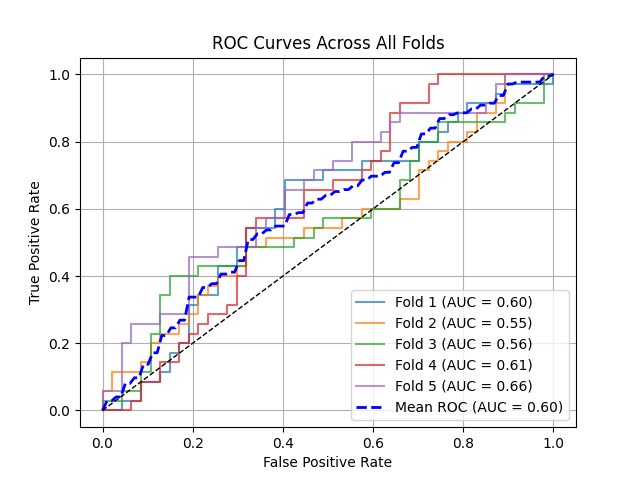 ROC Curves Across All Folds
True Positive Rate
1.0
0.8
0.6
0.4
0.2
0.0
Fold 1 (AUC = 0.60)
Fold 2 (AUC = 0.55)
Fold 3 (AUC = 0.56)
Fold 4 (AUC = 0.61)
Fold 5 (AUC = 0.66)
Mean ROC (AUC = 0.60)
0.0 0.2 0.4 0.6 0.8 1.0
False Positive Rate